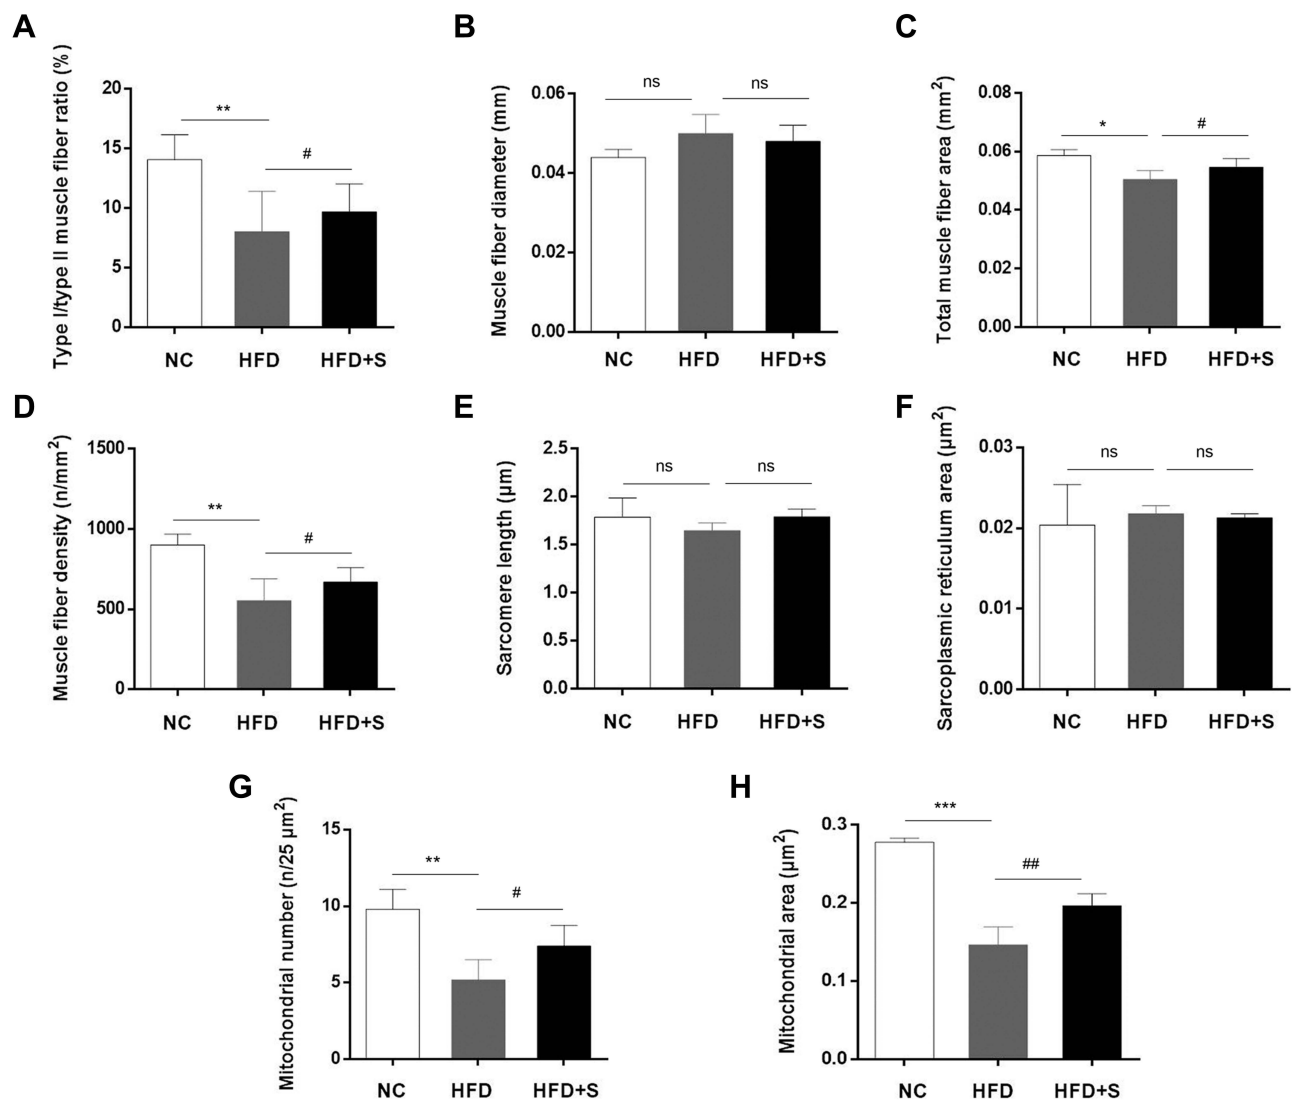 A
Type I/type II muscle fiber ratio (%)
20
15
10
5
0
**
#
NC HFD HFD+S
B
Muscle fiber diameter (mm)
0.06
0.04
0.02
0.00
ns ns
NC HFD HFD+S
C
Total muscle fiber area (mm²)
0.08
0.06
0.04
0.02
0.00
* #
NC HFD HFD+S
D
Muscle fiber density (n/mm²)
1500
1000
500
0
**
#
NC HFD HFD+S
E
Sarcomere length (μm)
2.5
2.0
1.5
1.0
0.5
0.0
ns ns
NC HFD HFD+S
F
Sarcoplasmic reticulum area (μm²)
0.03
0.02
0.01
0.00
ns ns
NC HFD HFD+S
G
Mitochondrial number (n/25 μm²)
15
10
5
0
**
#
NC HFD HFD+S
H
Mitochondrial area (μm²)
0.3
0.2
0.1
0.0
***
##
NC HFD HFD+S